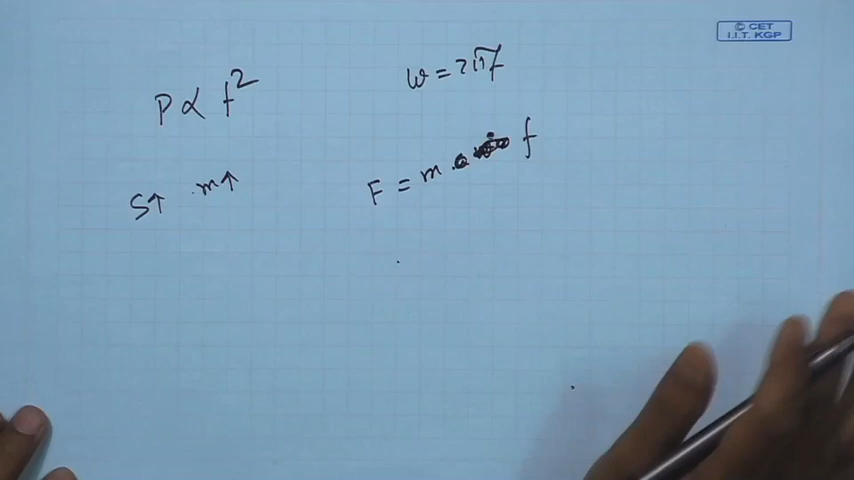 © CET
I.I.T. KGP
P ∝ f²
ω = 2πf
S↑ m↑
F = m f